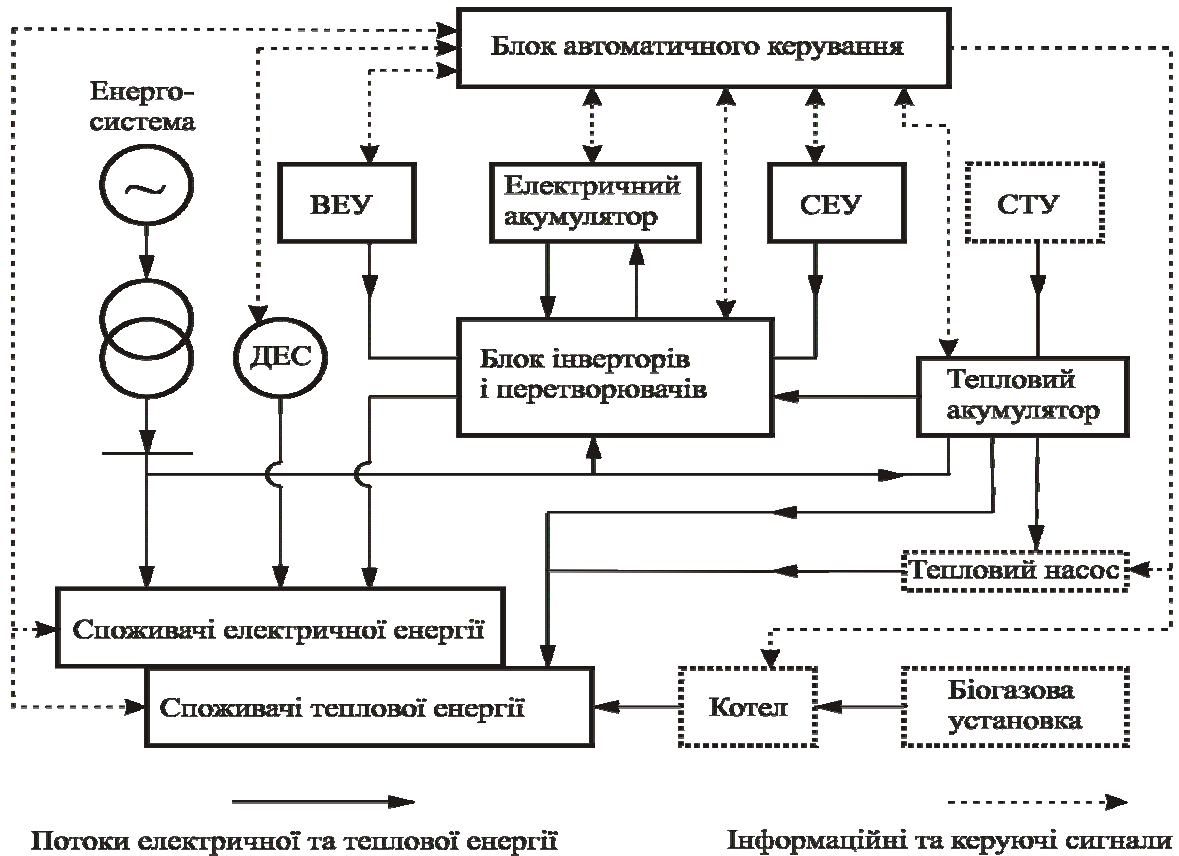 Блок автоматичного керування
Енерго-
система
~
ВЕУ
Електричний
акумулятор
СЕУ
СТУ
ДЕС
Блок інверторів
і перетворювачів
Тепловий
акумулятор
Тепловий насос
Споживачі електричної енергії
Споживачі теплової енергії
Котел
Біогазова
установка
Потоки електричної та теплової енергії
Інформаційні та керуючі сигнали